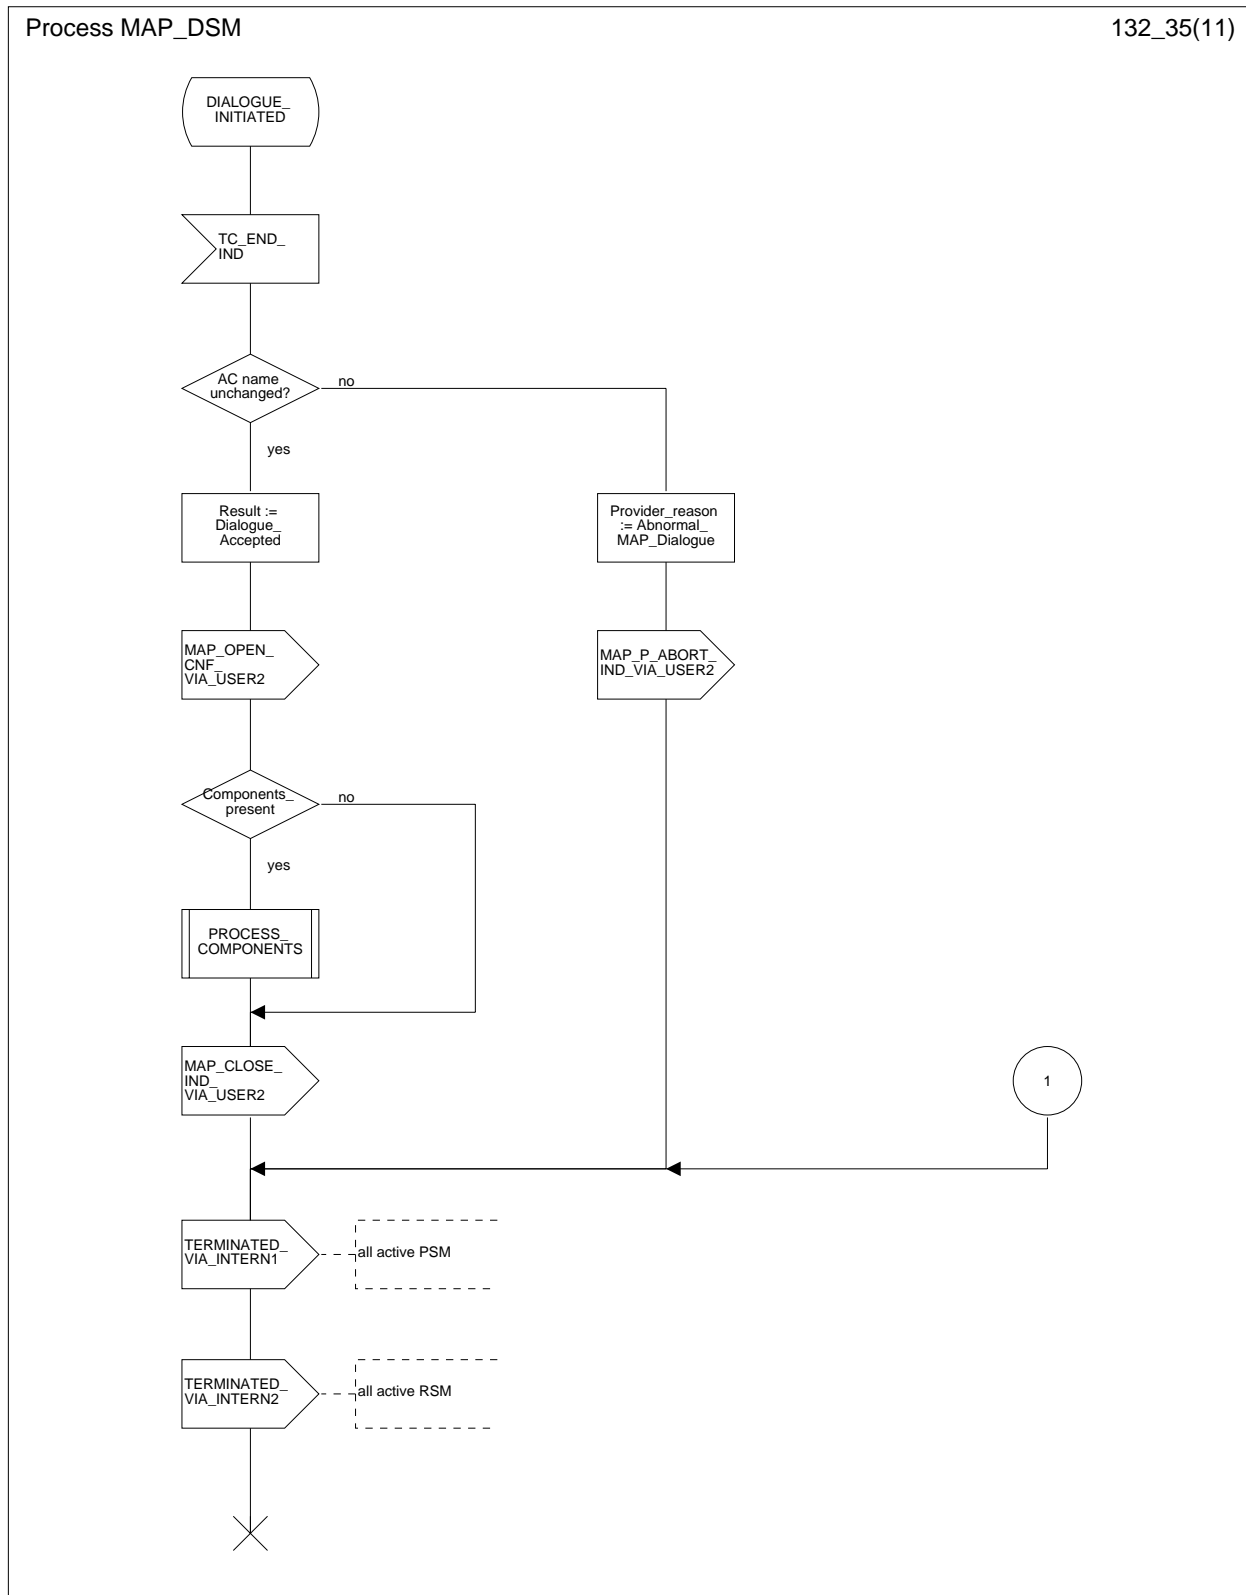 Process MAP_DSM
132_35(11)
DIALOGUE_
INITIATED
TC_END_
IND
AC name
unchanged?
no
yes
Result :=
Dialogue_
Accepted
Provider_reason
:= Abnormal_
MAP_Dialogue
MAP_OPEN_
CNF_
VIA_USER2
MAP_P_ABORT_
IND_VIA_USER2
Components_
present
no
yes
PROCESS_
COMPONENTS
MAP_CLOSE_
IND_
VIA_USER2
1
TERMINATED_
VIA_INTERN1
all active PSM
TERMINATED_
VIA_INTERN2
all active RSM